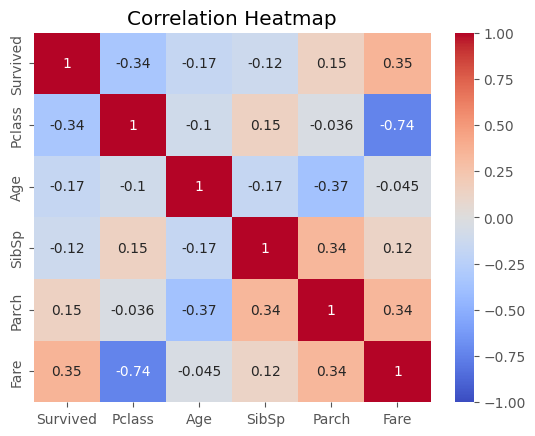 Correlation Heatmap
Survived 1 -0.34 -0.17 -0.12 0.15 0.35
Pclass -0.34 1 -0.1 0.15 -0.036 -0.74
Age -0.17 -0.1 1 -0.17 -0.37 -0.045
SibSp -0.12 0.15 -0.17 1 0.34 0.12
Parch 0.15 -0.036 -0.37 0.34 1 0.34
Fare 0.35 -0.74 -0.045 0.12 0.34 1
Survived Pclass Age SibSp Parch Fare
1.00
0.75
0.50
0.25
0.00
−0.25
−0.50
−0.75
−1.00